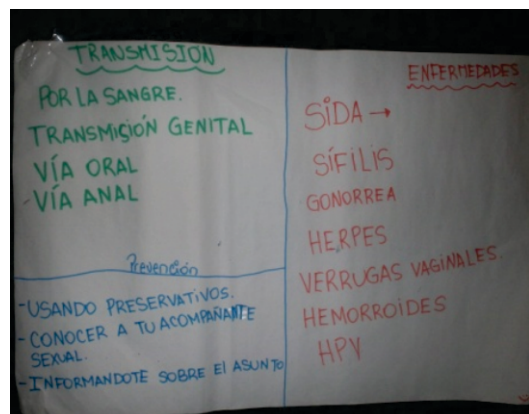 TRANSMISIÓN
POR LA SANGRE.
TRANSMISIÓN GENITAL
VÍA ORAL
VÍA ANAL
Prevención
-USANDO PRESERVATIVOS.
-CONOCER A TU ACOMPAÑANTE
SEXUAL.
-INFORMANDOTE SOBRE El ASUNTO
ENFERMEDADES
SiDA →
SÍFiLiS
GONORREA
HERPES
VERRUGAS VAGiNALES.
HEMORROiDES
HPV